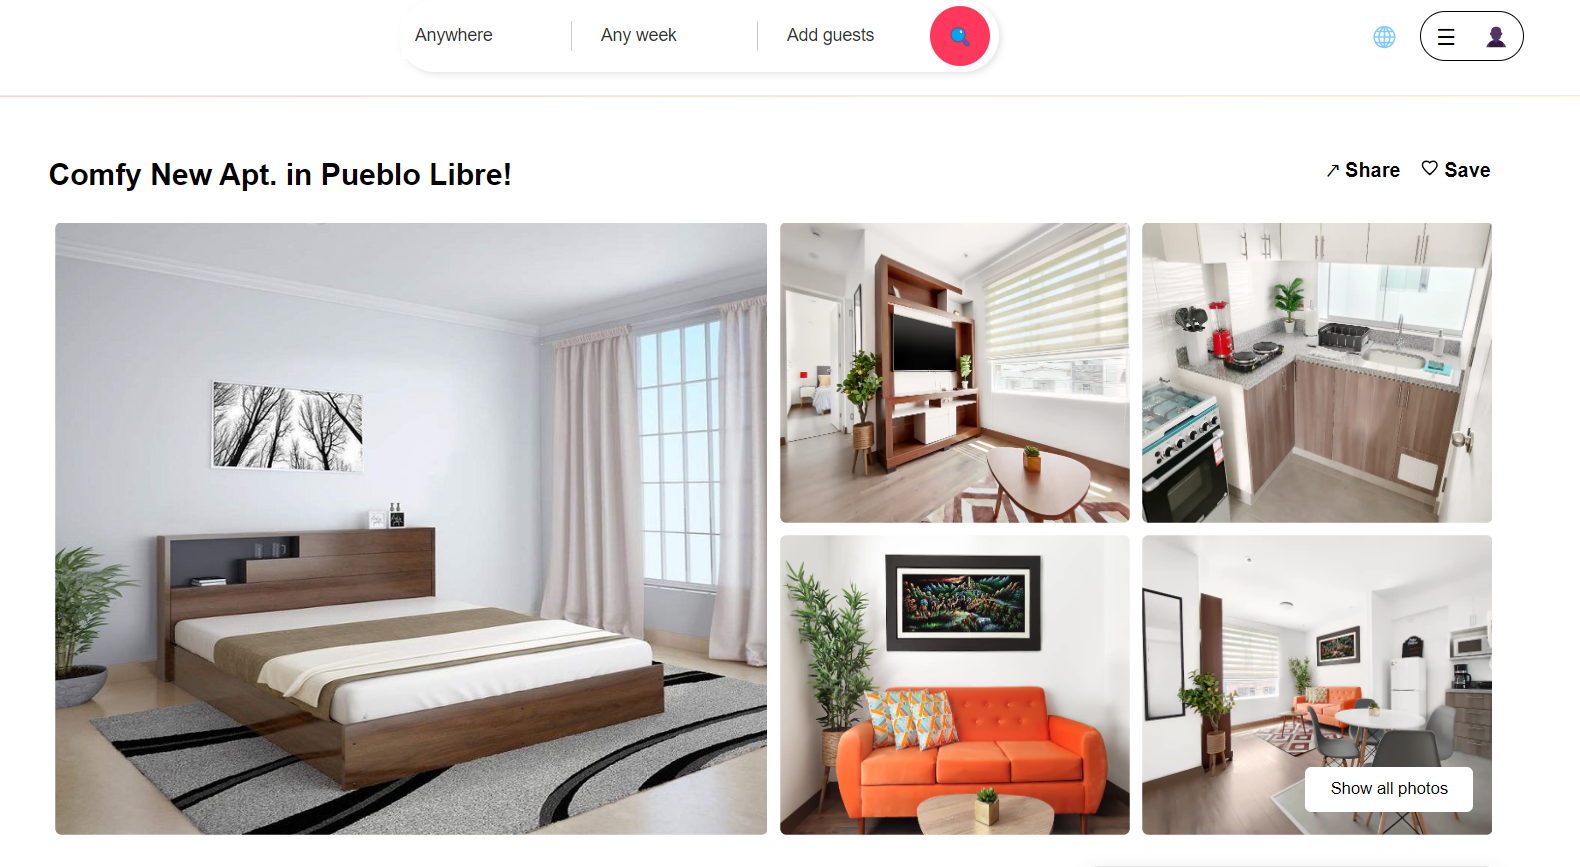 Anywhere
Any week
Add guests
Comfy New Apt. in Pueblo Libre!
Share
Save
Show all photos